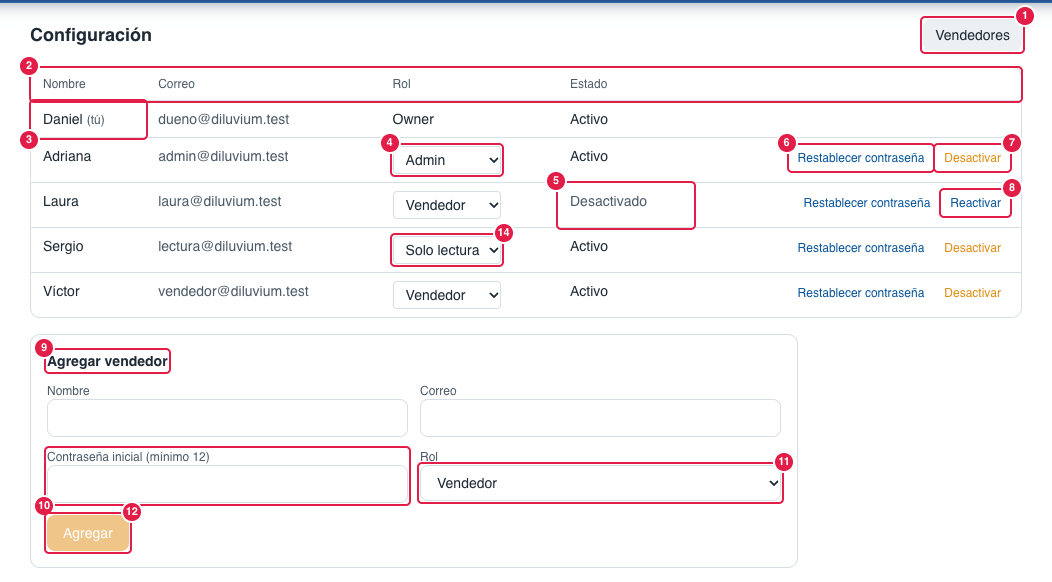 Configuración
Vendedores 1
2
Nombre Correo Rol Estado
Daniel (tú) dueno@diluvium.test Owner Activo
3 4 6 7
Adriana admin@diluvium.test Admin Activo Restablecer contraseña Desactivar
5 8
Laura laura@diluvium.test Vendedor Desactivado Restablecer contraseña Reactivar
14
Sergio lectura@diluvium.test Solo lectura Activo Restablecer contraseña Desactivar
Víctor vendedor@diluvium.test Vendedor Activo Restablecer contraseña Desactivar
9
Agregar vendedor
Nombre Correo
Contraseña inicial (mínimo 12) Rol 11
Vendedor
10 12
Agregar